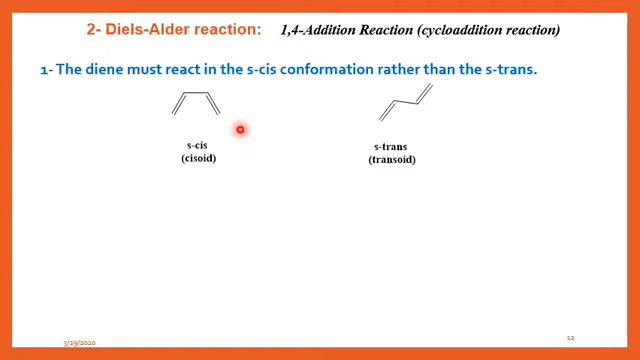 2- Diels-Alder reaction: 1,4-Addition Reaction (cycloaddition reaction)
1- The diene must react in the s-cis conformation rather than the s-trans.
s-cis
(cisoid)
s-trans
(transoid)
3/29/2020
12